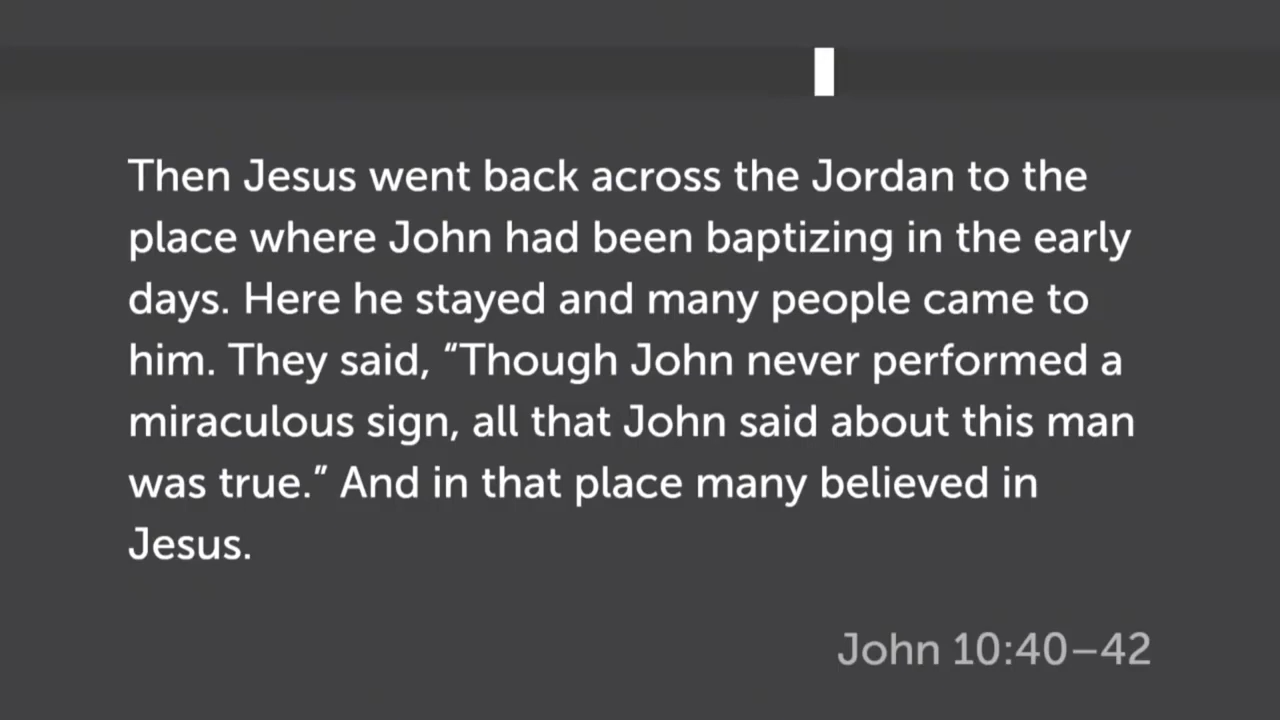 Then Jesus went back across the Jordan to the
place where John had been baptizing in the early
days. Here he stayed and many people came to
him. They said, “Though John never performed a
miraculous sign, all that John said about this man
was true.” And in that place many believed in
Jesus.
John 10:40–42